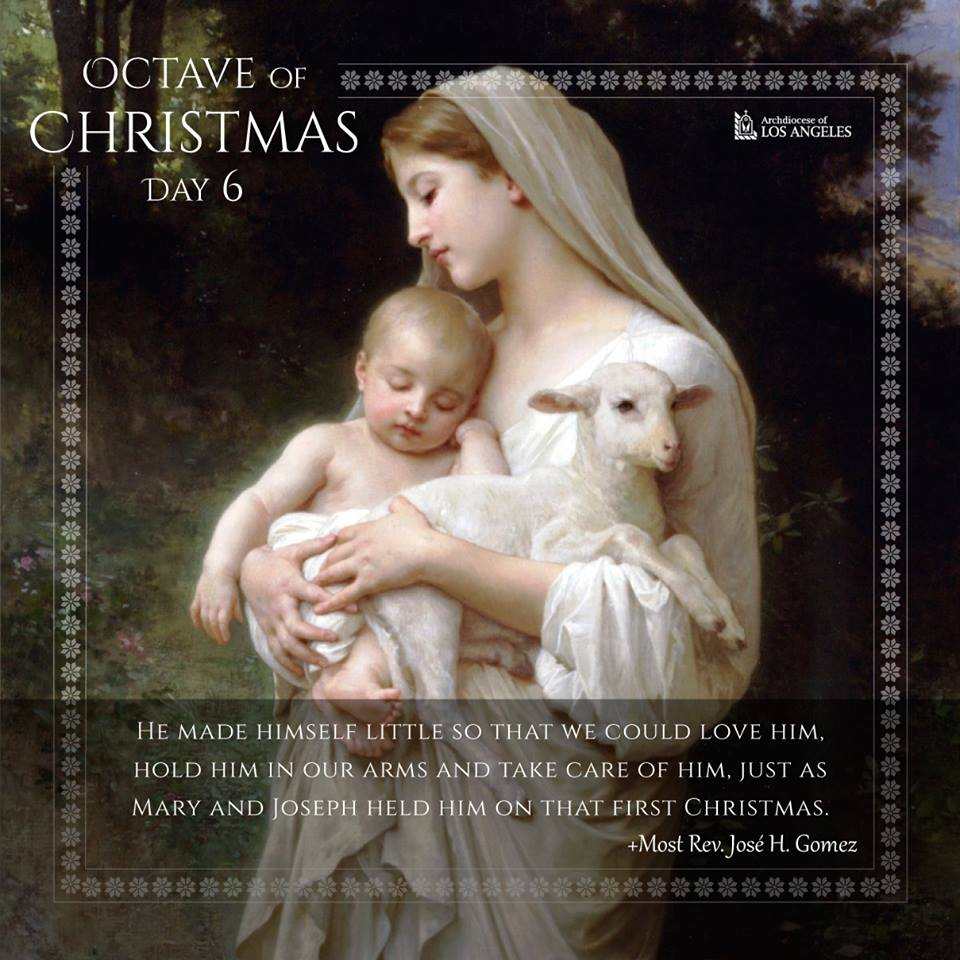 Octave of
Christmas
Day 6
Archdiocese of
LOS ANGELES
He made himself little so that we could love him,
hold him in our arms and take care of him, just as
Mary and Joseph held him on that first Christmas.
+Most Rev. José H. Gomez